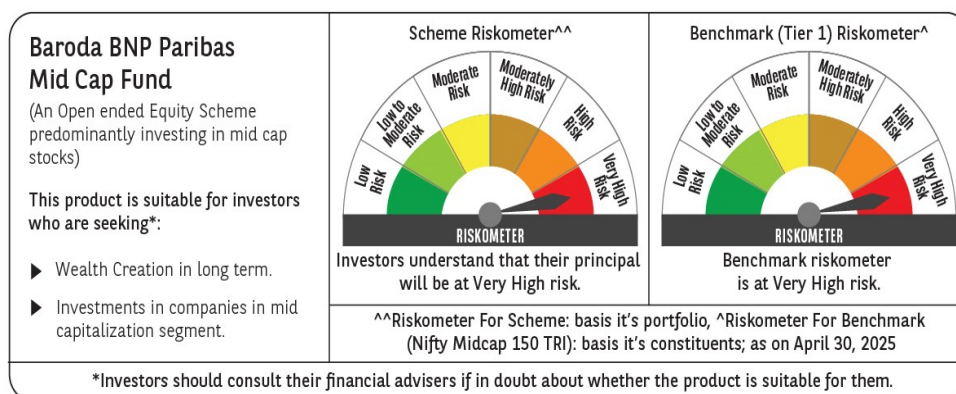 Baroda BNP Paribas
Mid Cap Fund
(An Open ended Equity Scheme
predominantly investing in mid cap
stocks)
This product is suitable for investors
who are seeking*:
Wealth Creation in long term.
Investments in companies in mid
capitalization segment.
Scheme Riskometer^^
Low
Risk
Low to
Moderate
Risk
Moderate
Risk
Moderately
High Risk
High
Risk
Very High
Risk
RISKOMETER
Investors understand that their principal
will be at Very High risk.
Benchmark (Tier 1) Riskometer^
Low
Risk
Low to
Moderate
Risk
Moderate
Risk
Moderately
High Risk
High
Risk
Very High
Risk
RISKOMETER
Benchmark riskometer
is at Very High risk.
^^Riskometer For Scheme: basis it's portfolio, ^Riskometer For Benchmark
(Nifty Midcap 150 TRI): basis it's constituents; as on April 30, 2025
*Investors should consult their financial advisers if in doubt about whether the product is suitable for them.